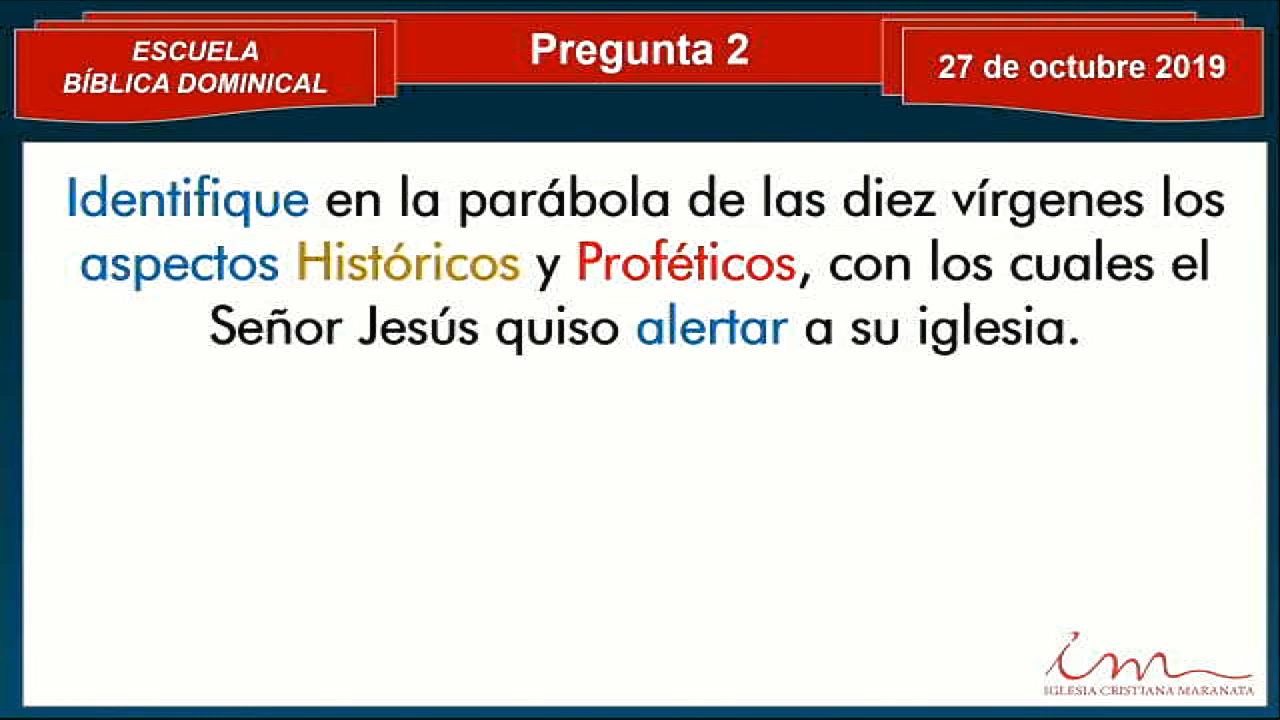 ESCUELA
BÍBLICA DOMINICAL
Pregunta 2
27 de octubre 2019
Identifique en la parábola de las diez vírgenes los
aspectos Históricos y Proféticos, con los cuales el
Señor Jesús quiso alertar a su iglesia.
im
IGLESIA CRISTIANA MARANATA